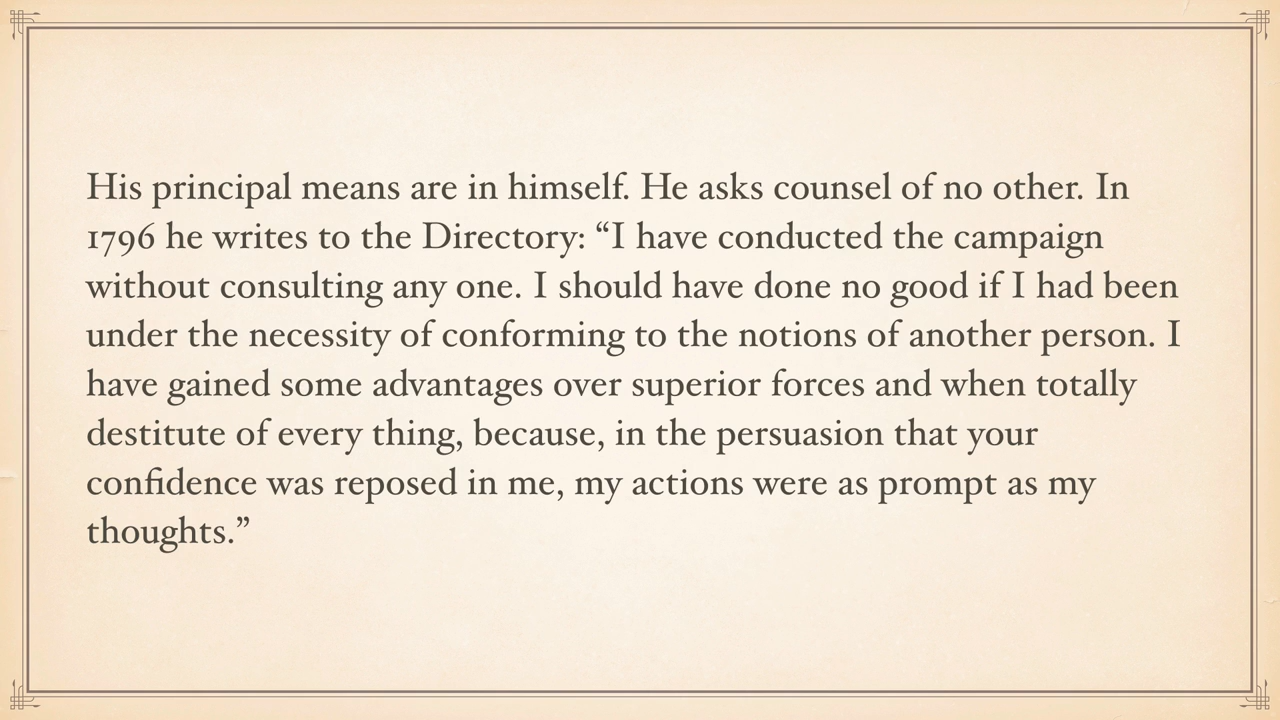 His principal means are in himself. He asks counsel of no other. In
1796 he writes to the Directory: “I have conducted the campaign
without consulting any one. I should have done no good if I had been
under the necessity of conforming to the notions of another person. I
have gained some advantages over superior forces and when totally
destitute of every thing, because, in the persuasion that your
confidence was reposed in me, my actions were as prompt as my
thoughts.”